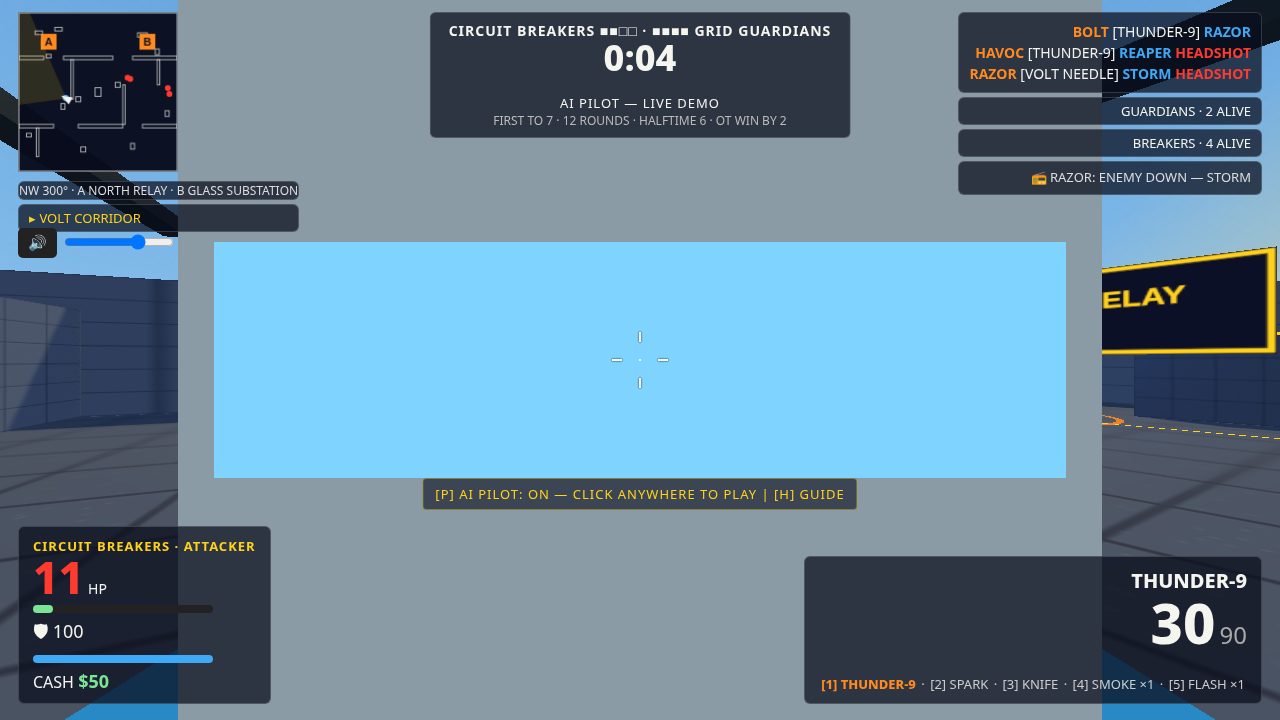 A
B
NW 300° · A NORTH RELAY · B GLASS SUBSTATION
▸ VOLT CORRIDOR
CIRCUIT BREAKERS ■■□□ · ■■■■ GRID GUARDIANS
0:04
AI PILOT — LIVE DEMO
FIRST TO 7 · 12 ROUNDS · HALFTIME 6 · OT WIN BY 2
BOLT [THUNDER-9] RAZOR
HAVOC [THUNDER-9] REAPER HEADSHOT
RAZOR [VOLT NEEDLE] STORM HEADSHOT
GUARDIANS · 2 ALIVE
BREAKERS · 4 ALIVE
📻 RAZOR: ENEMY DOWN — STORM
ELAY
[P] AI PILOT: ON — CLICK ANYWHERE TO PLAY | [H] GUIDE
CIRCUIT BREAKERS · ATTACKER
11 HP
🛡 100
CASH $50
THUNDER-9
30 90
[1] THUNDER-9 · [2] SPARK · [3] KNIFE · [4] SMOKE ×1 · [5] FLASH ×1